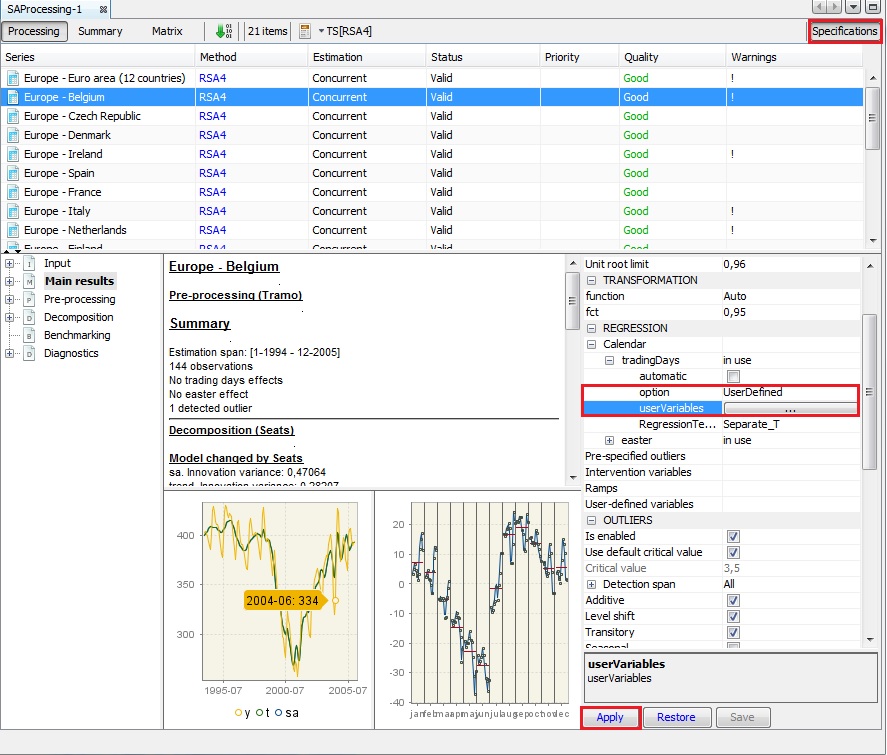 SAProcessing-1
Processing Summary Matrix 21 items TS[RSA4] Specifications
Series Method Estimation Status Priority Quality Warnings
Europe - Euro area (12 countries) RSA4 Concurrent Valid Good !
Europe - Belgium RSA4 Concurrent Valid Good !
Europe - Czech Republic RSA4 Concurrent Valid Good
Europe - Denmark RSA4 Concurrent Valid Good
Europe - Ireland RSA4 Concurrent Valid Good !
Europe - Spain RSA4 Concurrent Valid Good
Europe - France RSA4 Concurrent Valid Good
Europe - Italy RSA4 Concurrent Valid Good !
Europe - Netherlands RSA4 Concurrent Valid Good !
Europe - Finland RSA4 Concurrent Valid Good
Input
Main results
Pre-processing
Decomposition
Benchmarking
Diagnostics
Europe - Belgium
Pre-processing (Tramo)
Summary
Estimation span: [1-1994 - 12-2005]
144 observations
No trading days effects
No easter effect
1 detected outlier
Decomposition (Seats)
Model changed by Seats
sa. Innovation variance: 0,47064
trend. Innovation variance: 0,28207
400
350
300
2004-06: 334
1995-07 2000-07 2005-07
y t sa
20
10
0
-10
-20
-30
-40
janfebmaaprmayjunjulaugsepoctnovdec
Unit root limit 0,96
TRANSFORMATION
function Auto
fct 0,95
REGRESSION
Calendar
tradingDays in use
automatic
option UserDefined
userVariables ...
RegressionTe... Separate_T
easter in use
Pre-specified outliers
Intervention variables
Ramps
User-defined variables
OUTLIERS
Is enabled
Use default critical value
Critical value 3,5
Detection span All
Additive
Level shift
Transitory
Seasonal
userVariables
userVariables
Apply Restore Save